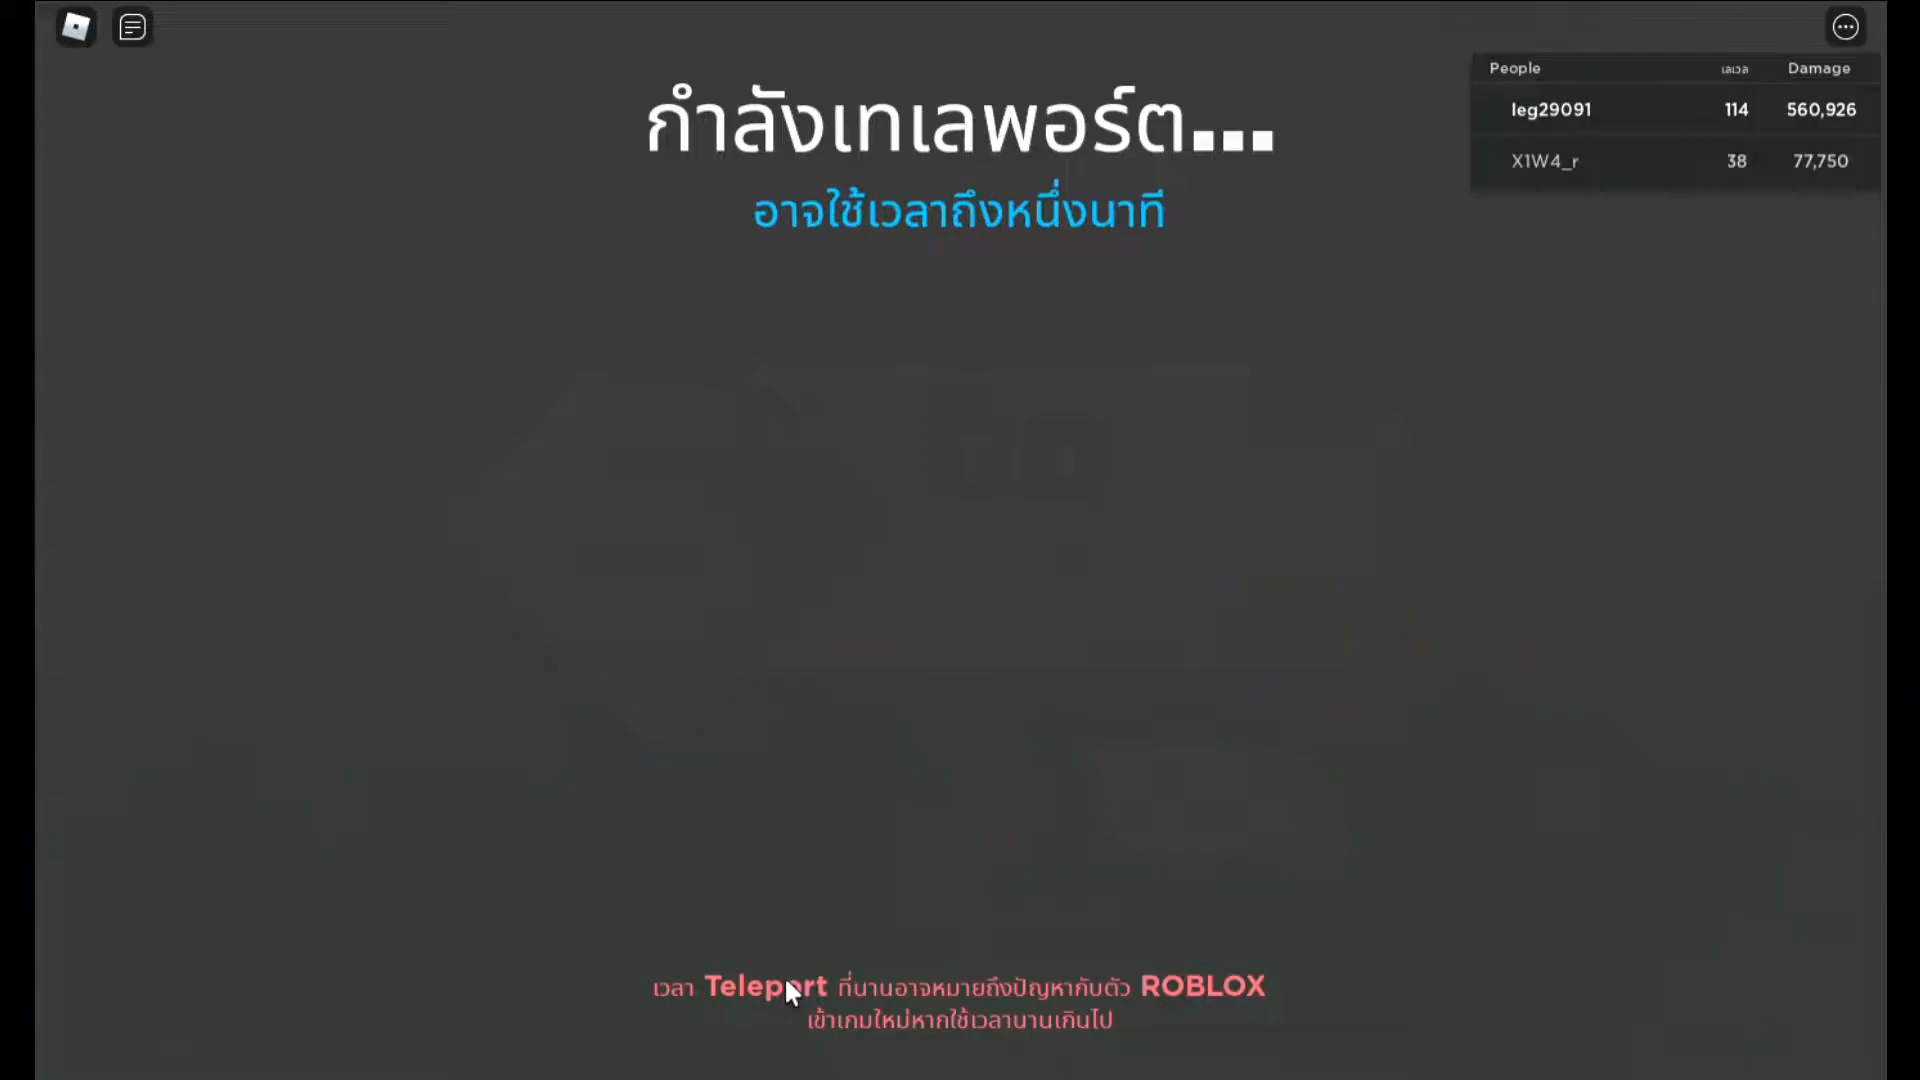 กำลังเทเลพอร์ต...
อาจใช้เวลาถึงหนึ่งนาที
People เลเวล Damage
leg29091 114 560,926
X1W4_r 38 77,750
เวลา Teleport ที่นานอาจหมายถึงปัญหากับตัว ROBLOX
เข้าเกมใหม่หากใช้เวลานานเกินไป